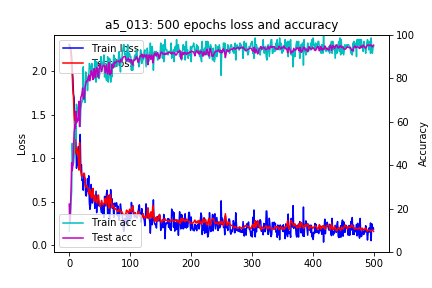 a5_013: 500 epochs loss and accuracy
Train loss
Test loss
Train acc
Test acc
Loss
Accuracy
0.0
0.5
1.0
1.5
2.0
0
20
40
60
80
100
0
100
200
300
400
500